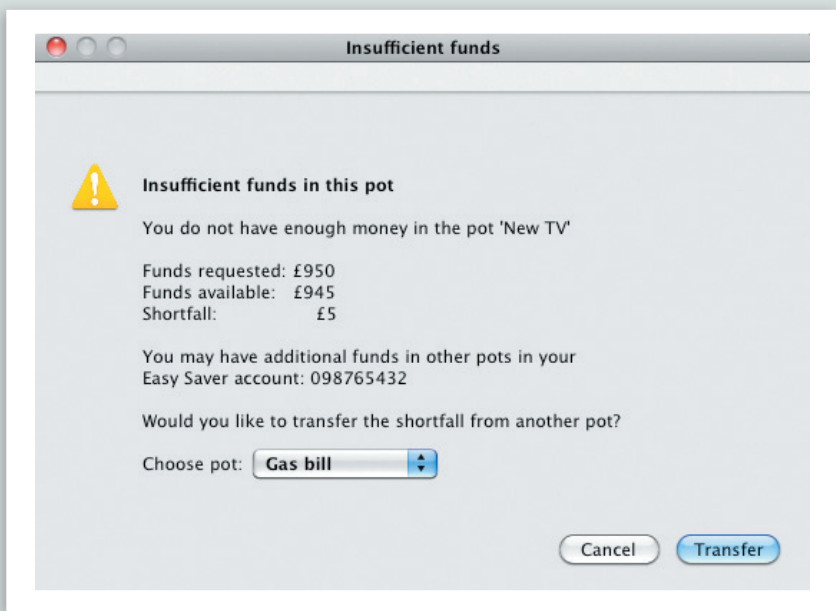 Insufficient funds
Insufficient funds in this pot
You do not have enough money in the pot 'New TV'
Funds requested: £950
Funds available: £945
Shortfall: £5
You may have additional funds in other pots in your
Easy Saver account: 098765432
Would you like to transfer the shortfall from another pot?
Choose pot: Gas bill
Cancel Transfer